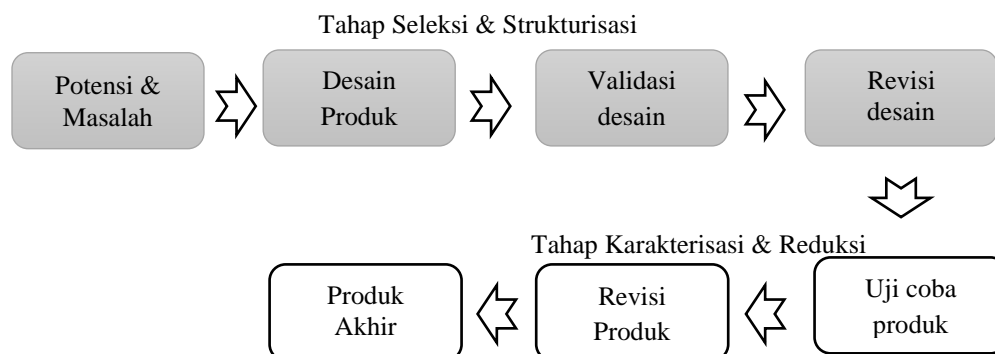 Tahap Seleksi & Strukturisasi
Potensi &
Masalah
Desain
Produk
Validasi
desain
Revisi
desain
Tahap Karakterisasi & Reduksi
Uji coba
produk
Revisi
Produk
Produk
Akhir